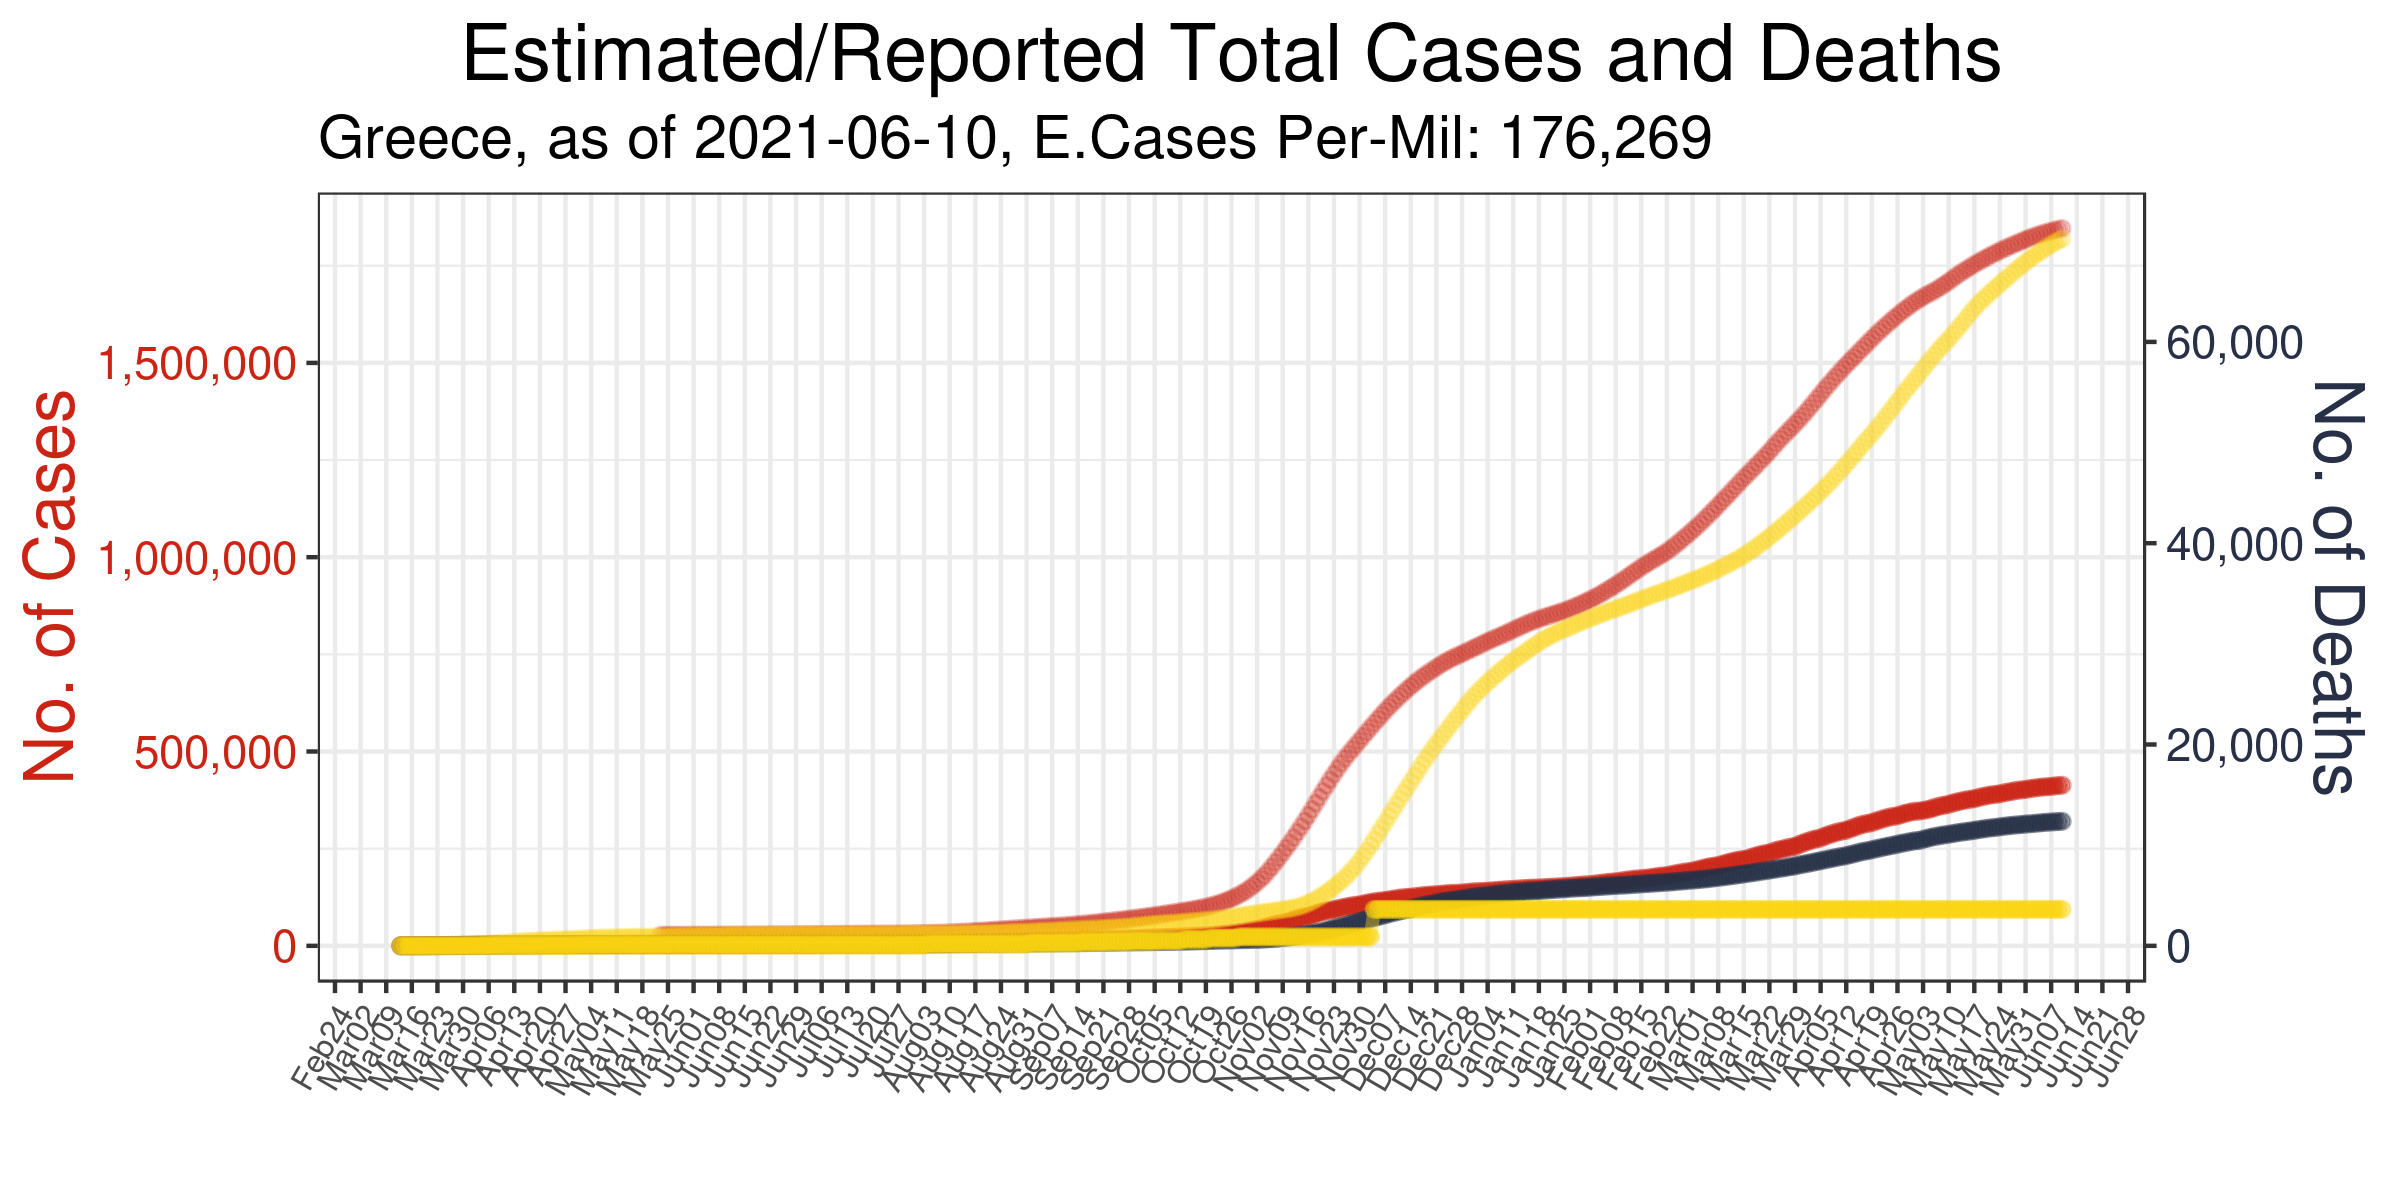 Estimated/Reported Total Cases and Deaths
Greece, as of 2021-06-10, E.Cases Per-Mil: 176,269
No. of Cases
1,500,000
1,000,000
500,000
0
60,000
40,000
20,000
0
No. of Deaths
Feb24
Mar02
Mar09
Mar16
Mar23
Mar30
Apr06
Apr13
Apr20
Apr27
May04
May11
May18
May25
Jun01
Jun08
Jun15
Jun22
Jun29
Jul06
Jul13
Jul20
Jul27
Aug03
Aug10
Aug17
Aug24
Aug31
Sep07
Sep14
Sep21
Sep28
Oct05
Oct12
Oct19
Oct26
Nov02
Nov09
Nov16
Nov23
Nov30
Dec07
Dec14
Dec21
Dec28
Jan04
Jan11
Jan18
Jan25
Feb01
Feb08
Feb15
Feb22
Mar01
Mar08
Mar15
Mar22
Mar29
Apr05
Apr12
Apr19
Apr26
May03
May10
May17
May24
May31
Jun07
Jun14
Jun21
Jun28